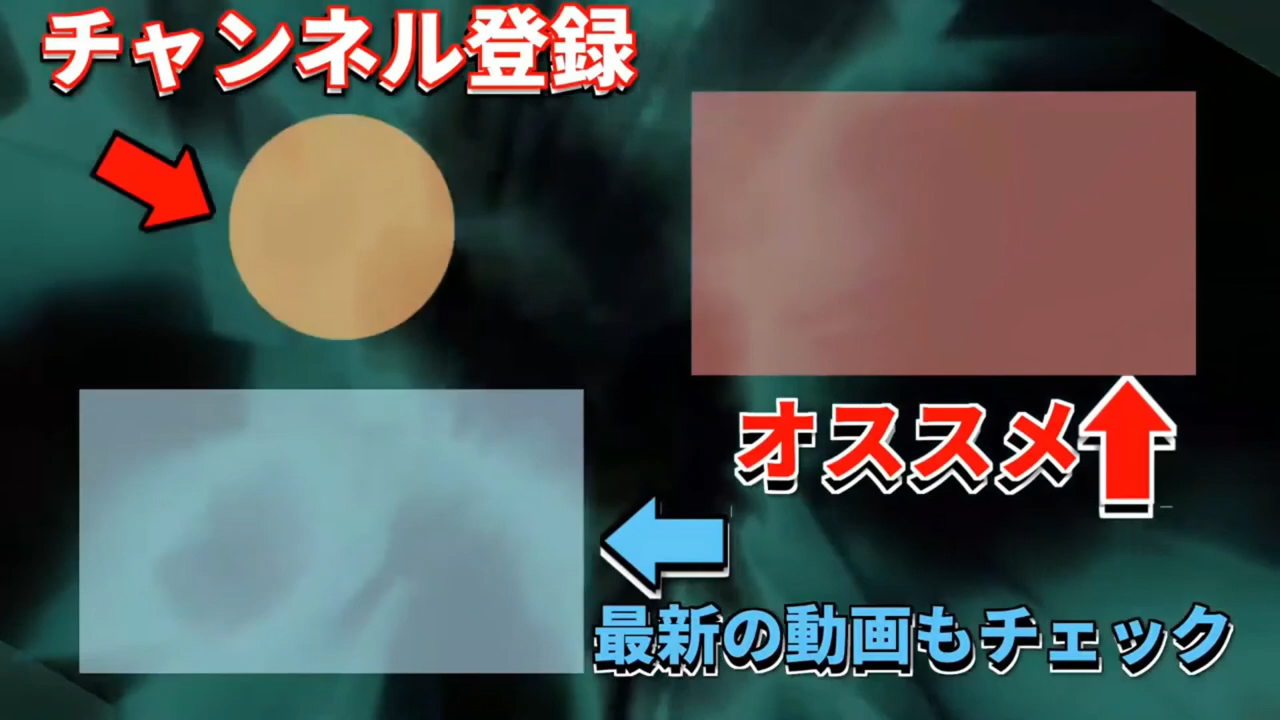 チャンネル登録
オススメ
最新の動画もチェック